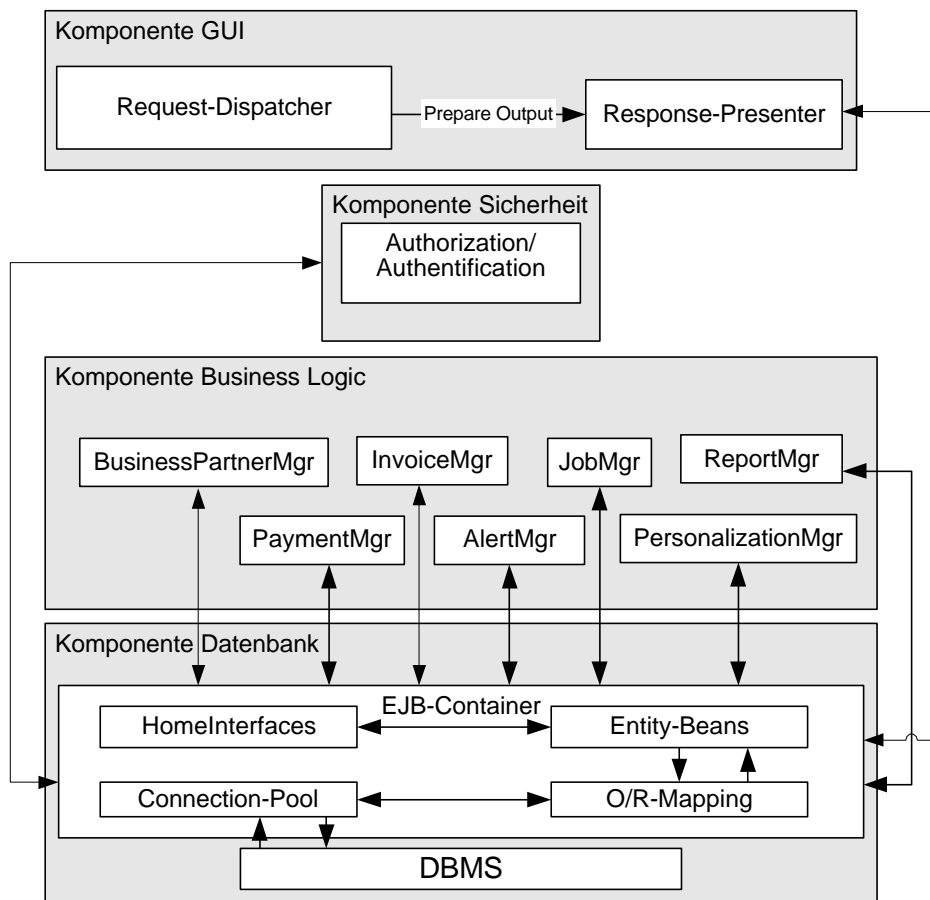 Komponente GUI
Request-Dispatcher
Prepare Output
Response-Presenter
Komponente Sicherheit
Authorization/
Authentification
Komponente Business Logic
BusinessPartnerMgr
InvoiceMgr
JobMgr
ReportMgr
PaymentMgr
AlertMgr
PersonalizationMgr
Komponente Datenbank
EJB-Container
HomeInterfaces
Entity-Beans
Connection-Pool
O/R-Mapping
DBMS